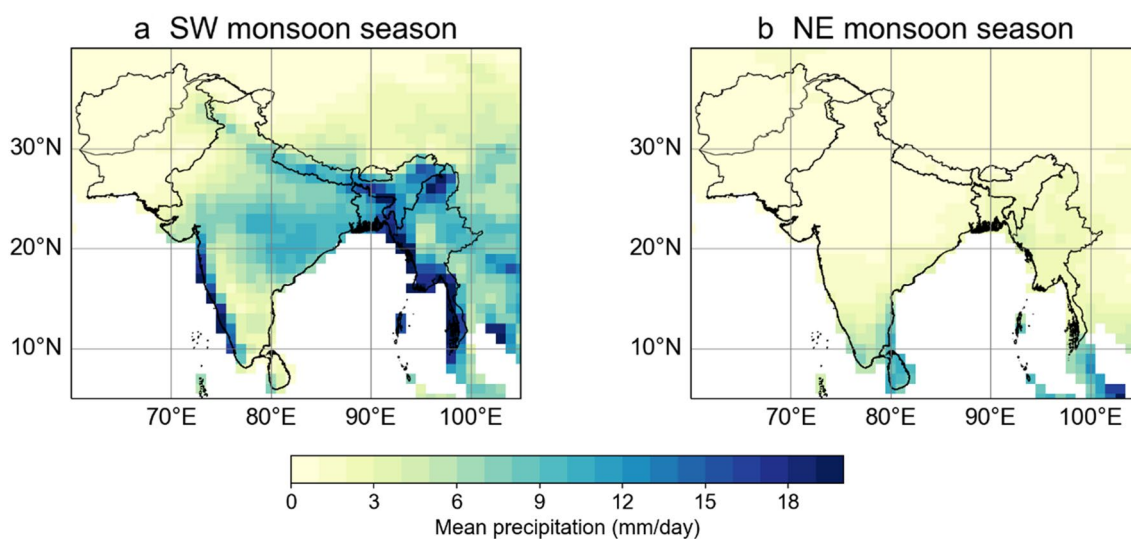 a SW monsoon season
b NE monsoon season
30°N
20°N
10°N
70°E 80°E 90°E 100°E
30°N
20°N
10°N
70°E 80°E 90°E 100°E
0 3 6 9 12 15 18
Mean precipitation (mm/day)